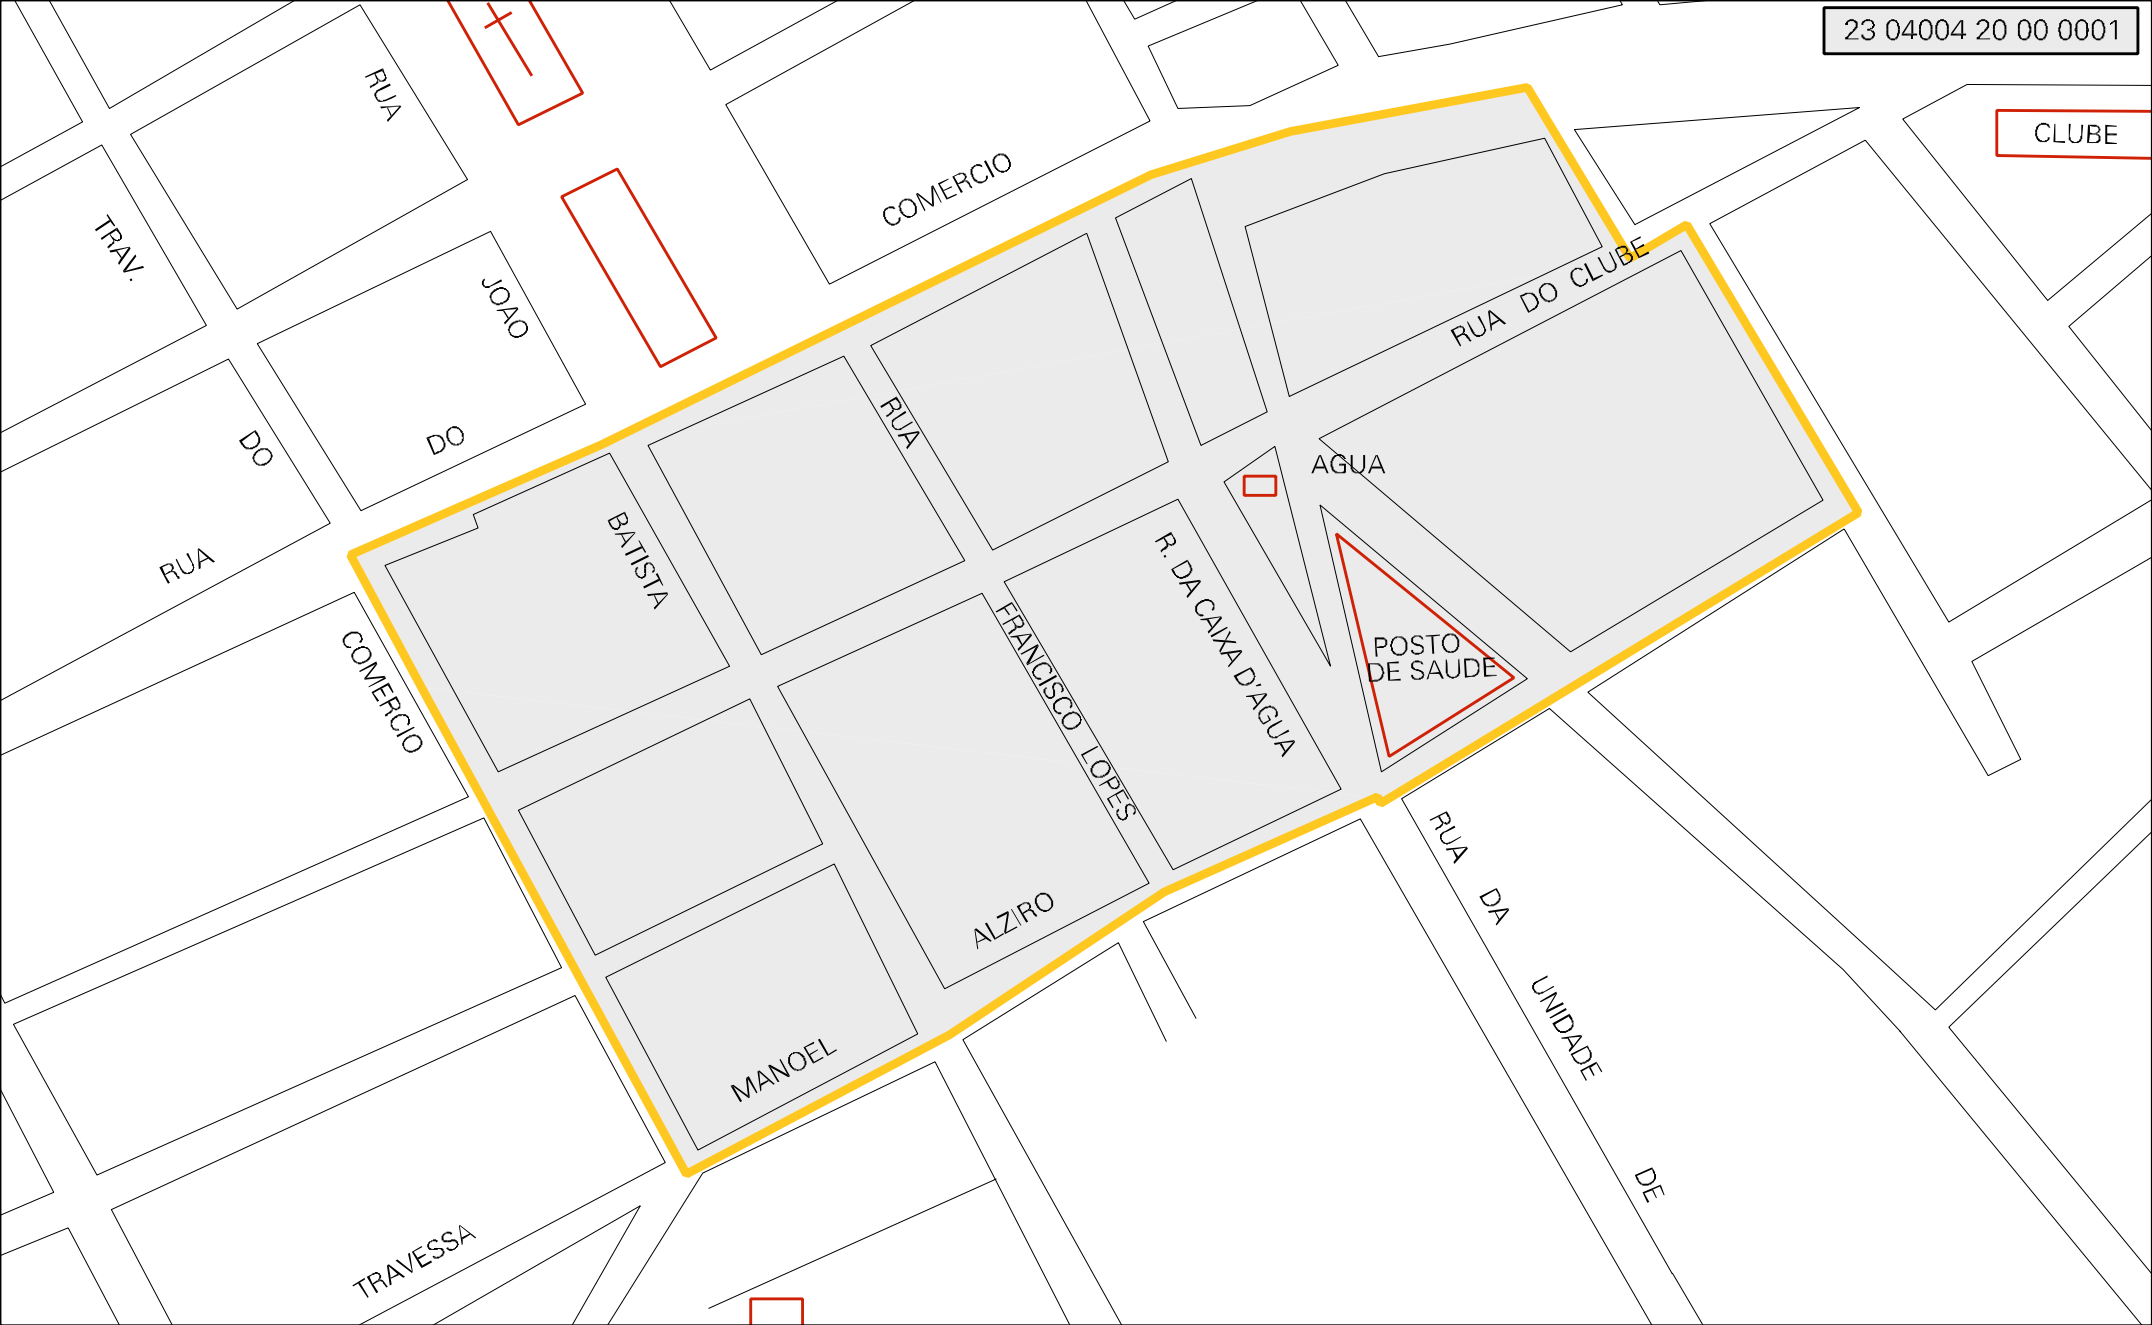 23 04004 20 00 0001
RUA
CLUBE
COMERCIO
TRAV.
JOAO
RUA DO CLUBE
DO
DO
RUA
AGUA
RUA
BATISTA
R. DA CAIXA D'AGUA
COMERCIO
FRANCISCO LOPES
POSTO
DE SAUDE
RUA DA UNIDADE DE
ALZIRO
MANOEL
TRAVESSA